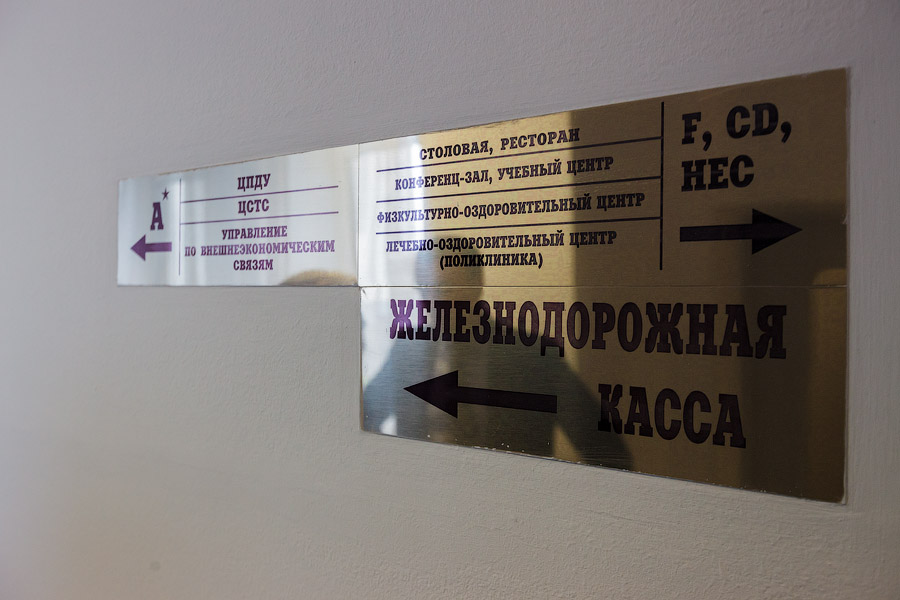 А*
ЦПДУ
ЦСТС
УПРАВЛЕНИЕ
ПО ВНЕШНЕЭКОНОМИЧЕСКИМ
СВЯЗЯМ
СТОЛОВАЯ, РЕСТОРАН
КОНФЕРЕНЦ-ЗАЛ, УЧЕБНЫЙ ЦЕНТР
ФИЗКУЛЬТУРНО-ОЗДОРОВИТЕЛЬНЫЙ ЦЕНТР
ЛЕЧЕБНО-ОЗДОРОВИТЕЛЬНЫЙ ЦЕНТР
(ПОЛИКЛИНИКА)
F, CD,
HEC
ЖЕЛЕЗНОДОРОЖНАЯ
КАССА